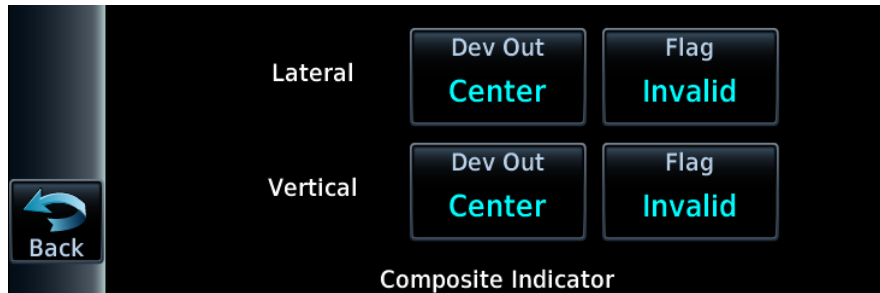 Lateral
Dev Out
Center
Flag
Invalid
Vertical
Dev Out
Center
Flag
Invalid
Back
Composite Indicator